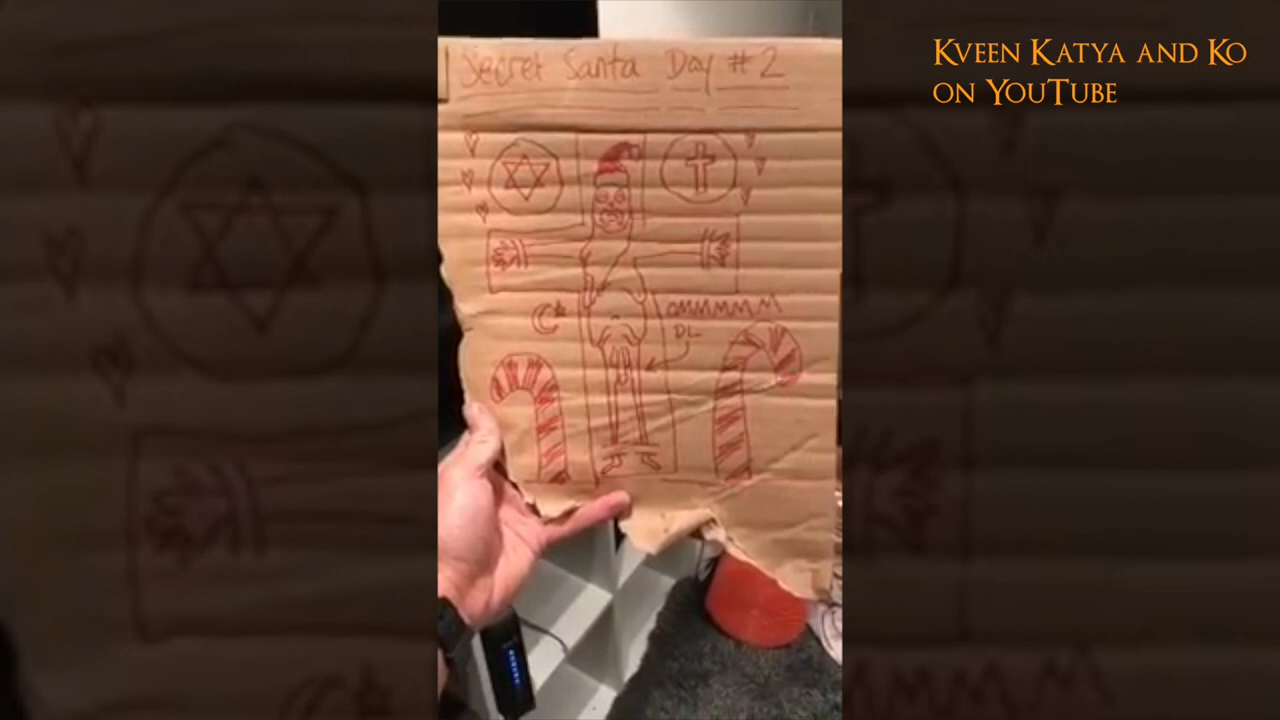 Secret Santa Day #2
KVEEN KATYA AND KO
ON YOUTUBE
OMMMMMM
DL